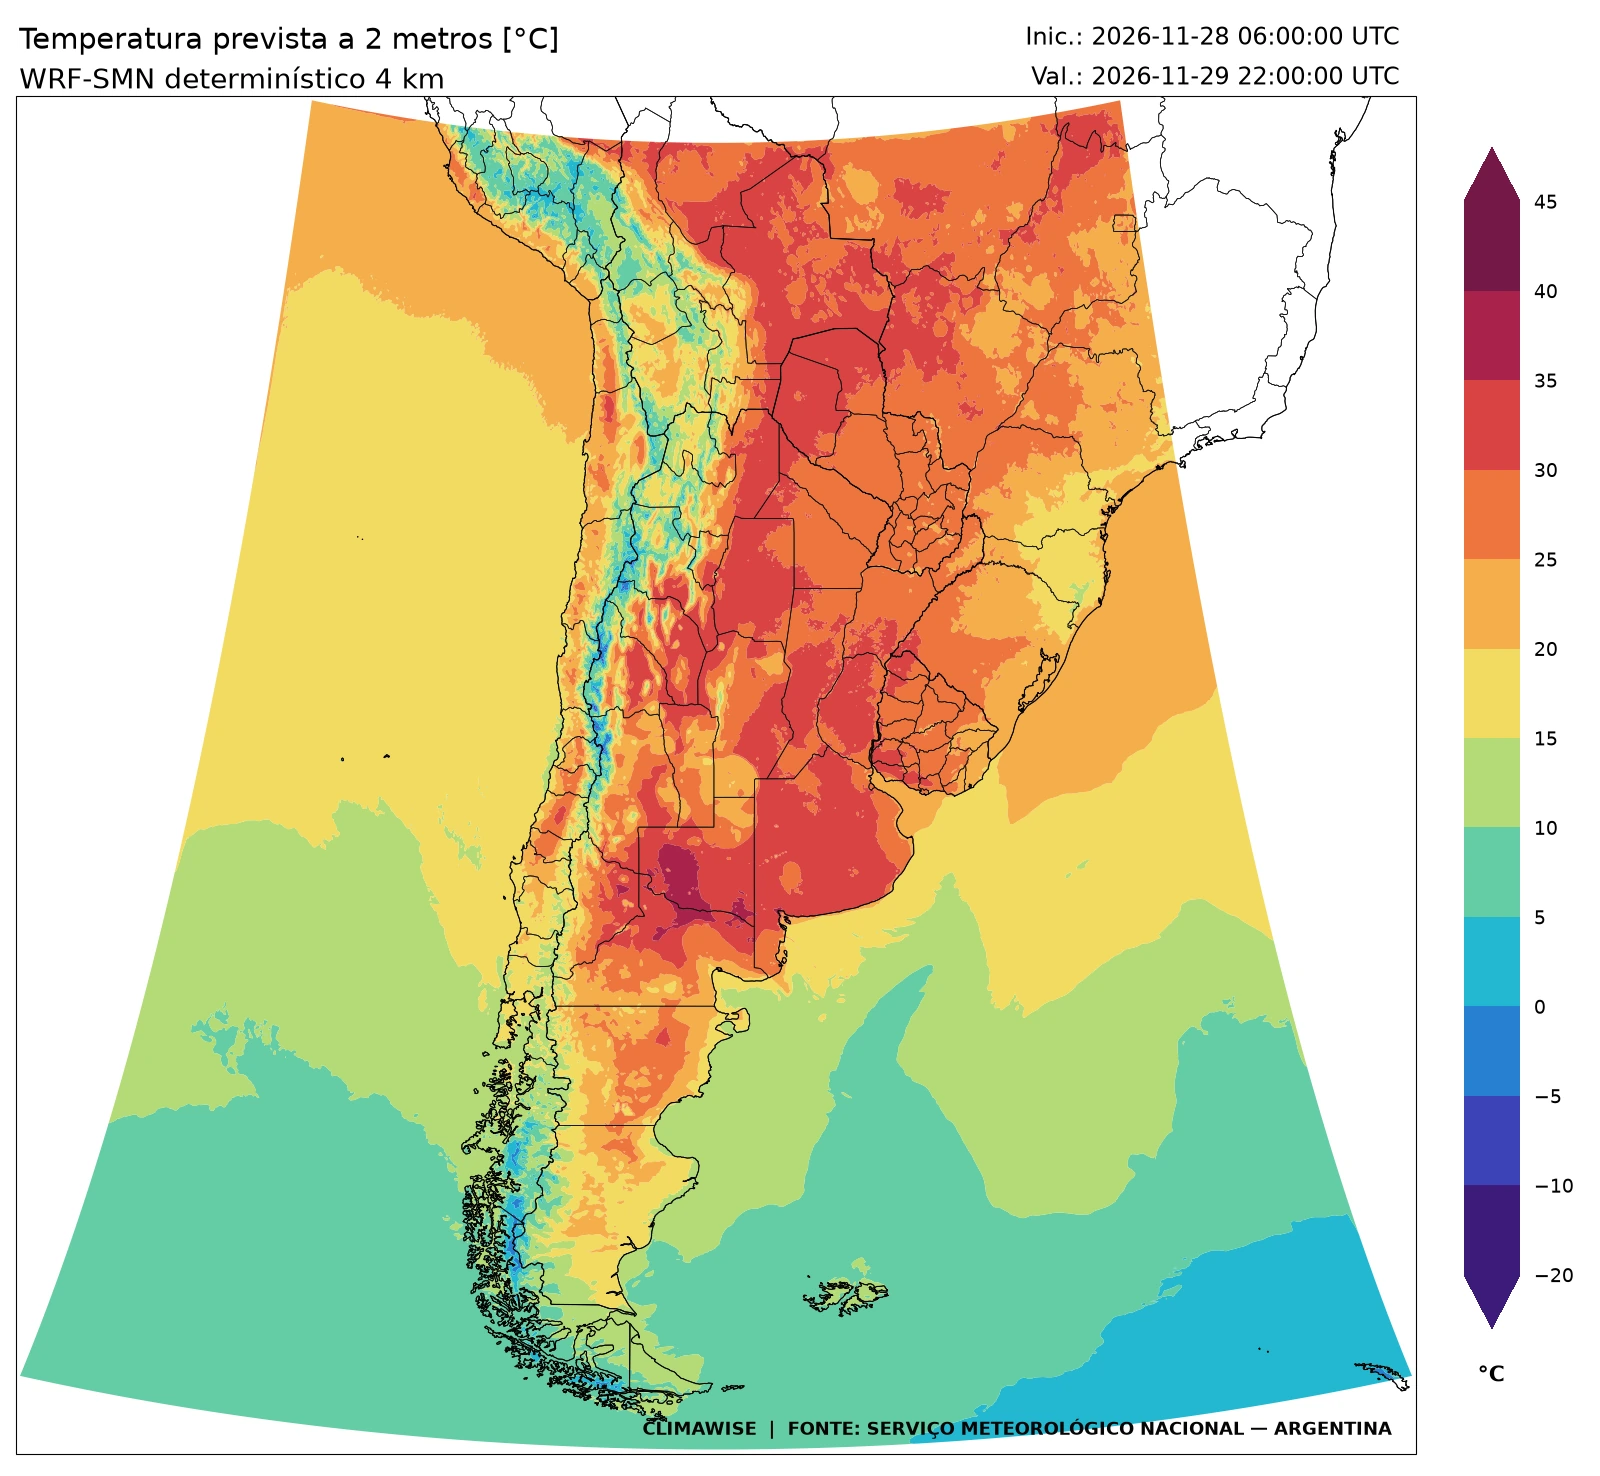 Temperatura prevista a 2 metros [°C]
WRF-SMN determinístico 4 km
Inic.: 2026-11-28 06:00:00 UTC
Val.: 2026-11-29 22:00:00 UTC
45
40
35
30
25
20
15
10
5
0
−5
−10
−20
°C
CLIMAWISE | FONTE: SERVIÇO METEOROLÓGICO NACIONAL — ARGENTINA